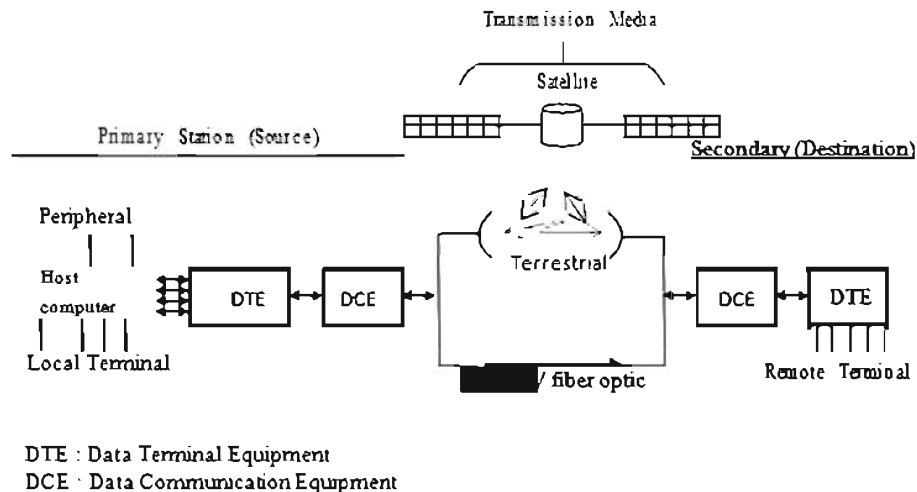 Transmission Media
Satellite
Primary Station (Source)
Secondary (Destination)
Peripheral
Terrestrial
Host
computer
DTE
DCE
DCE
DTE
Local Terminal
/ fiber optic
Remote Terminal
DTE : Data Terminal Equipment
DCE : Data Communication Equipment